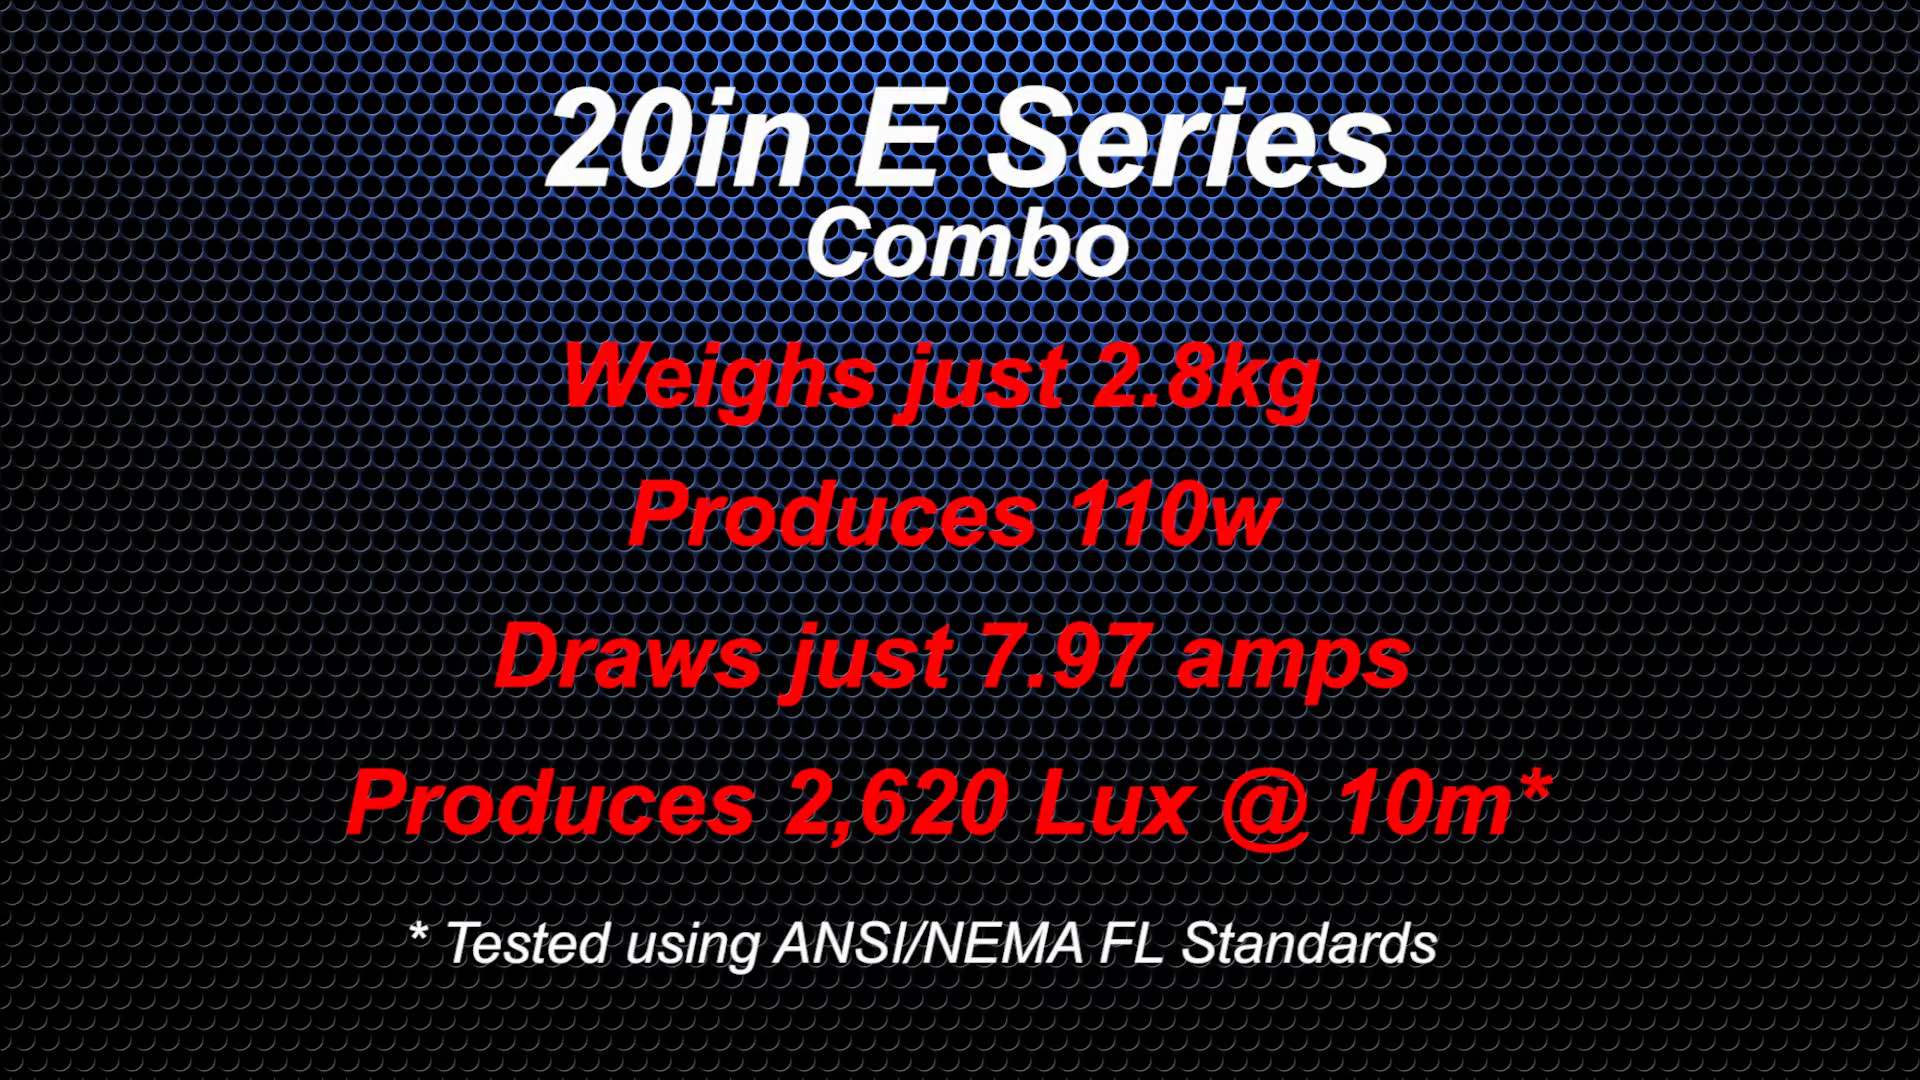 20in E Series
Combo
Weighs just 2.8kg
Produces 110w
Draws just 7.97 amps
Produces 2,620 Lux @ 10m*
* Tested using ANSI/NEMA FL Standards